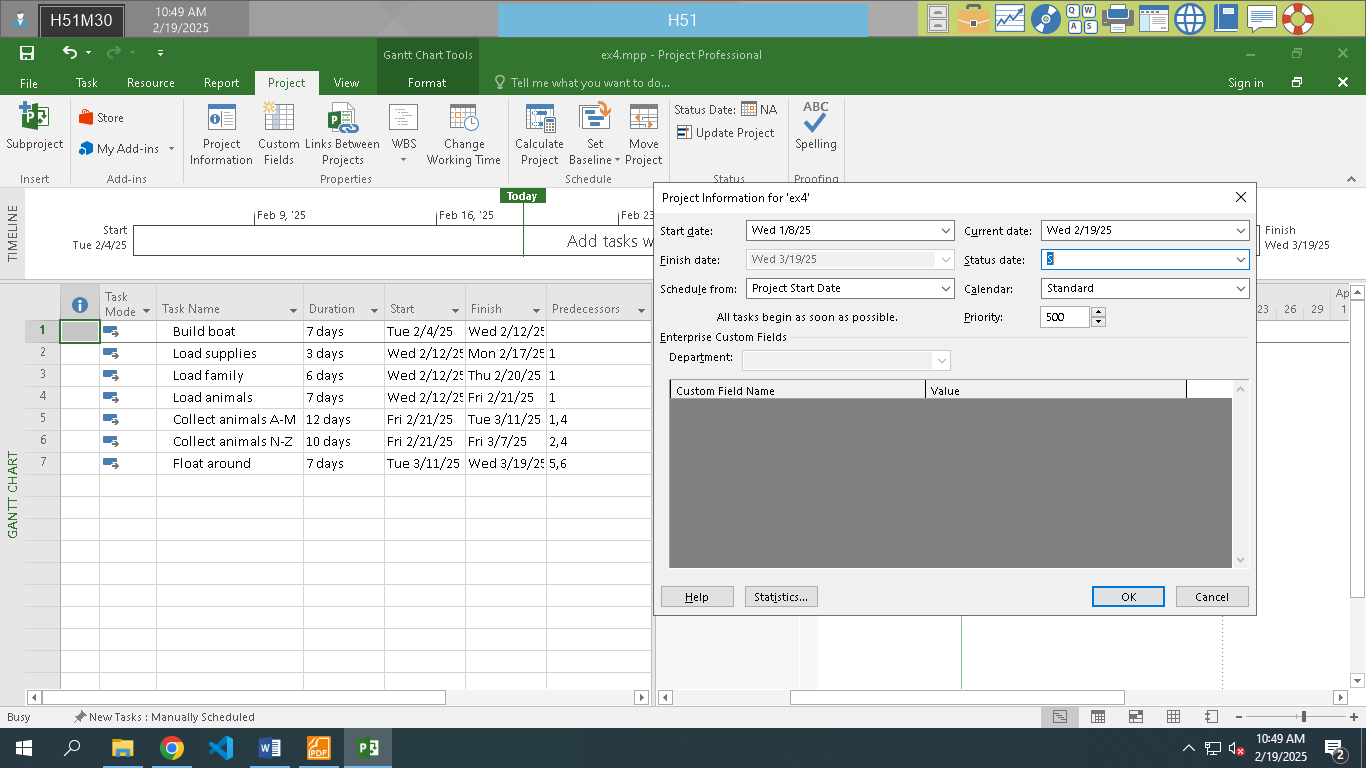 H51M30
10:49 AM
2/19/2025
H51
Q W
A S
Gantt Chart Tools
ex4.mpp - Project Professional
File
Task
Resource
Report
Project
View
Format
Tell me what you want to do...
Sign in
Subproject
Store
My Add-ins
Project
Information
Custom
Fields
Links Between
Projects
WBS
Change
Working Time
Calculate
Project
Set
Baseline
Move
Project
Status Date:
NA
Update Project
ABC
Spelling
Insert
Add-ins
Properties
Schedule
Status
Proofing
TIMELINE
Today
Feb 9, '25
Feb 16, '25
Feb 23
Start
Tue 2/4/25
Add tasks w
Finish
Wed 3/19/25
Project Information for 'ex4'
Start date:
Wed 1/8/25
Current date:
Wed 2/19/25
Finish date:
Wed 3/19/25
Status date:
S
Schedule from:
Project Start Date
Calendar:
Standard
All tasks begin as soon as possible.
Priority:
500
Enterprise Custom Fields
Department:
Custom Field Name
Value
Help
Statistics...
OK
Cancel
Ap
23
26
29
1
GANTT CHART
Task
Mode
Task Name
Duration
Start
Finish
Predecessors
1 Build boat 7 days Tue 2/4/25 Wed 2/12/25
2 Load supplies 3 days Wed 2/12/25 Mon 2/17/25 1
3 Load family 6 days Wed 2/12/25 Thu 2/20/25 1
4 Load animals 7 days Wed 2/12/25 Fri 2/21/25 1
5 Collect animals A-M 12 days Fri 2/21/25 Tue 3/11/25 1,4
6 Collect animals N-Z 10 days Fri 2/21/25 Fri 3/7/25 2,4
7 Float around 7 days Tue 3/11/25 Wed 3/19/25 5,6
Busy
New Tasks : Manually Scheduled
PDF
10:49 AM
2/19/2025
2